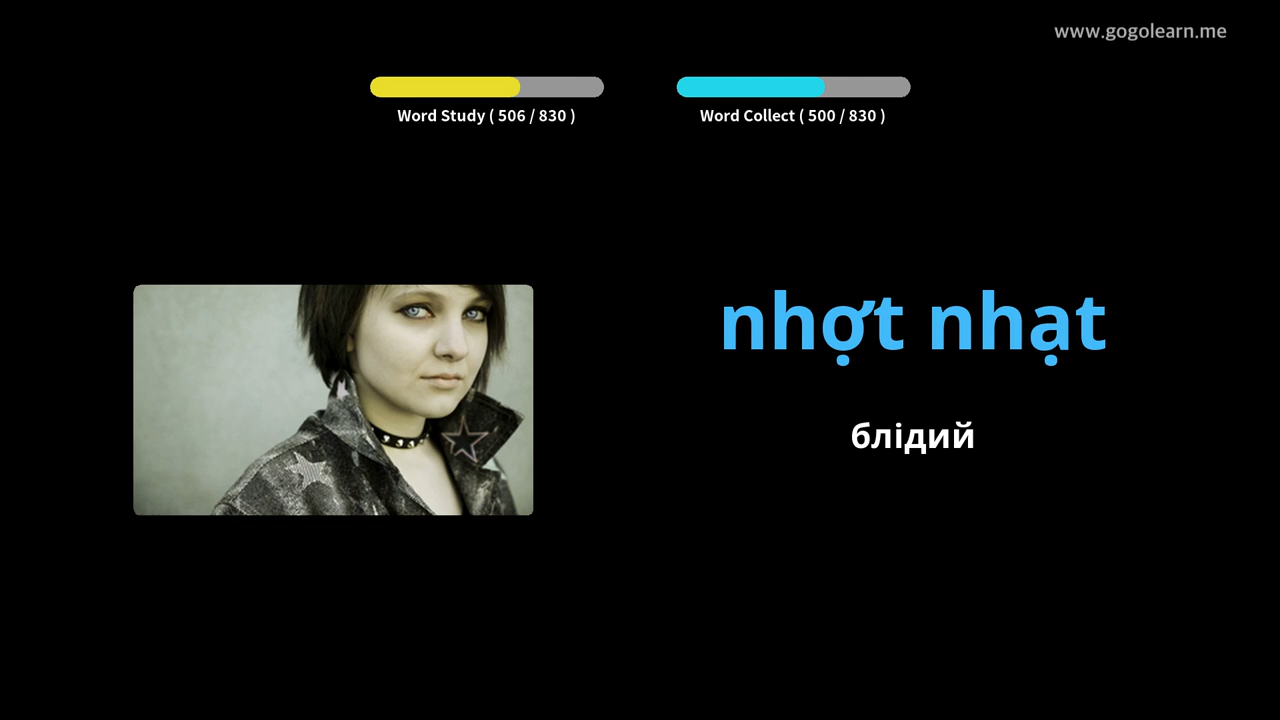 www.gogolearn.me
Word Study ( 506 / 830 )
Word Collect ( 500 / 830 )
nhợt nhạt
блідий